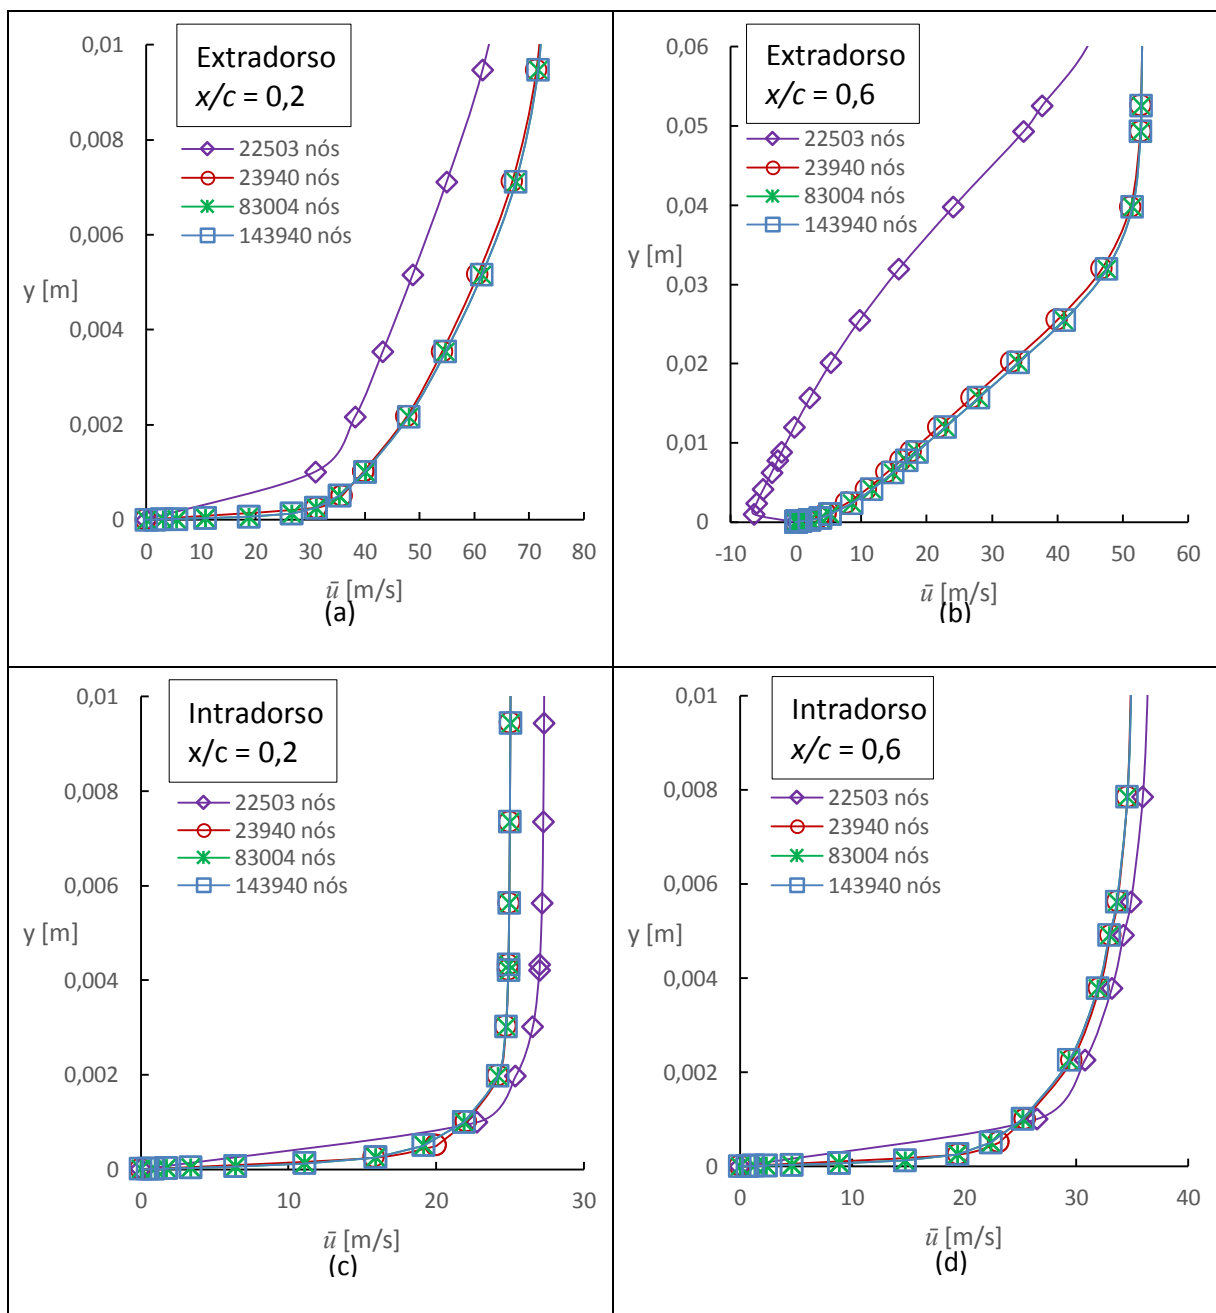 Extradorso
x/c = 0,2
22503 nós
23940 nós
83004 nós
143940 nós
0,01
0,008
0,006
y [m]
0,004
0,002
0
0 10 20 30 40 50 60 70 80
ū [m/s]
(a)
Extradorso
x/c = 0,6
22503 nós
23940 nós
83004 nós
143940 nós
0,06
0,05
0,04
y [m]
0,03
0,02
0,01
0
-10 0 10 20 30 40 50 60
ū [m/s]
(b)
Intradorso
x/c = 0,2
22503 nós
23940 nós
83004 nós
143940 nós
0,01
0,008
0,006
y [m]
0,004
0,002
0
0 10 20 30
ū [m/s]
(c)
Intradorso
x/c = 0,6
22503 nós
23940 nós
83004 nós
143940 nós
0,01
0,008
0,006
y [m]
0,004
0,002
0
0 10 20 30 40
ū [m/s]
(d)